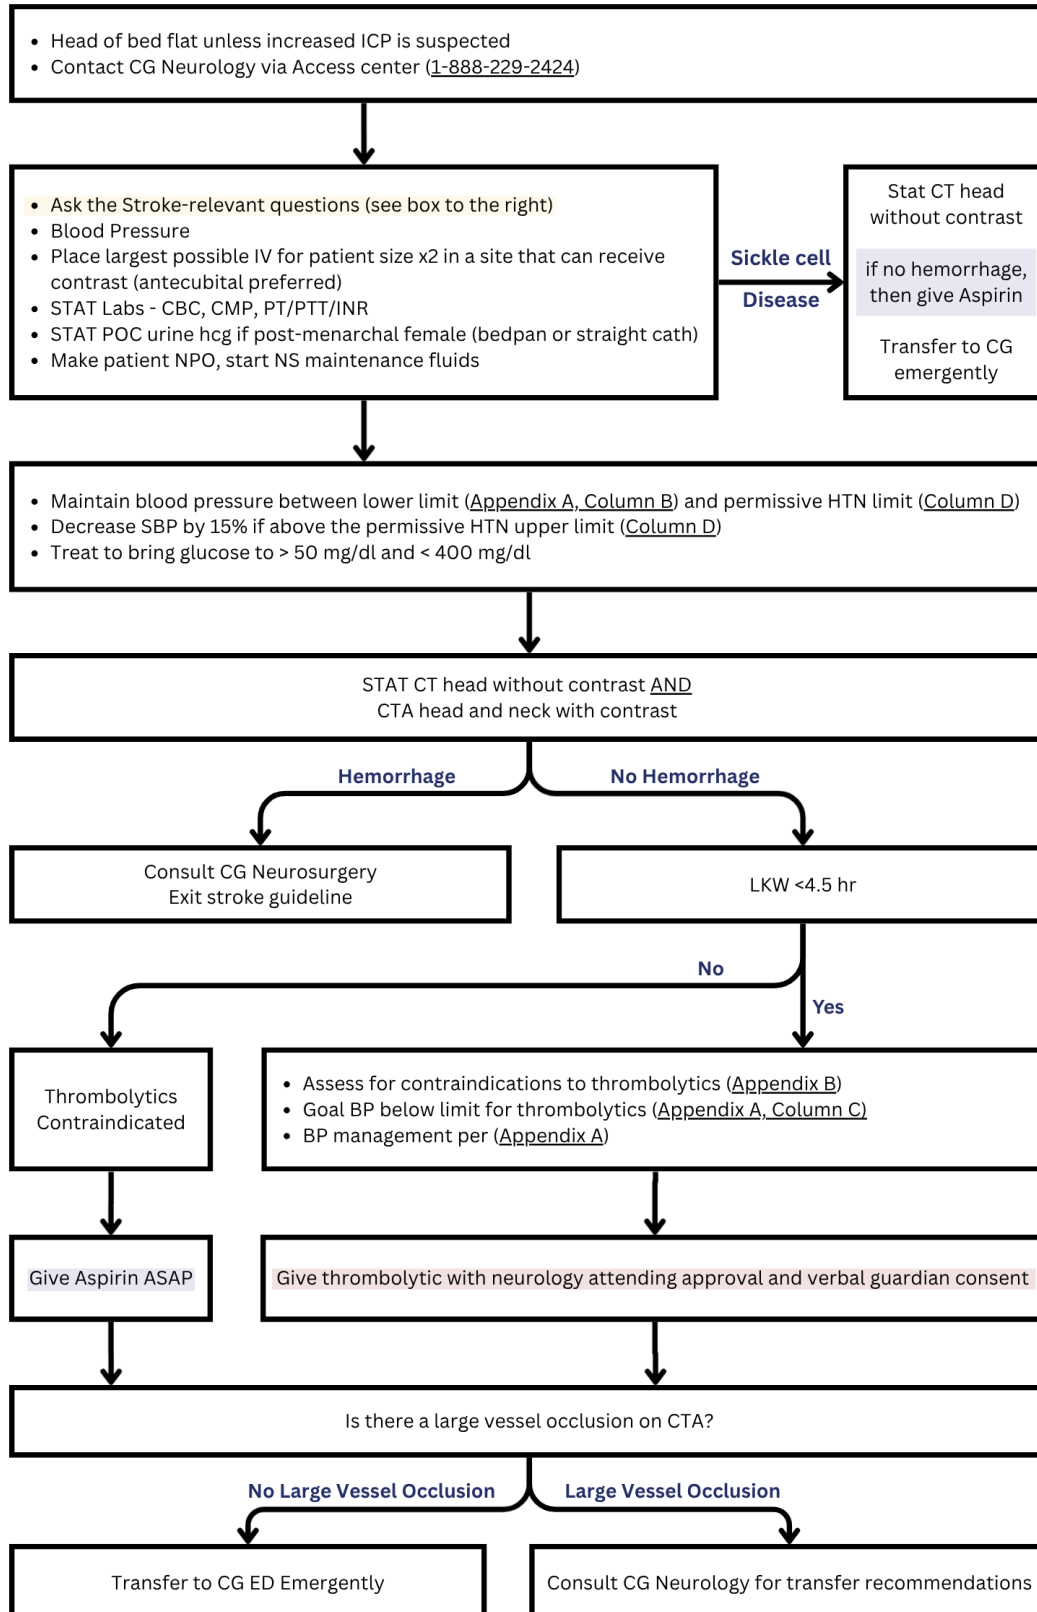 • Head of bed flat unless increased ICP is suspected
• Contact CG Neurology via Access center (1-888-229-2424)
• Ask the Stroke-relevant questions (see box to the right)
• Blood Pressure
• Place largest possible IV for patient size x2 in a site that can receive
contrast (antecubital preferred)
• STAT Labs - CBC, CMP, PT/PTT/INR
• STAT POC urine hcg if post-menarchal female (bedpan or straight cath)
• Make patient NPO, start NS maintenance fluids
Sickle cell
Disease
Stat CT head
without contrast
if no hemorrhage,
then give Aspirin
Transfer to CG
emergently
• Maintain blood pressure between lower limit (Appendix A, Column B) and permissive HTN limit (Column D)
• Decrease SBP by 15% if above the permissive HTN upper limit (Column D)
• Treat to bring glucose to > 50 mg/dl and < 400 mg/dl
STAT CT head without contrast AND
CTA head and neck with contrast
Hemorrhage
No Hemorrhage
Consult CG Neurosurgery
Exit stroke guideline
LKW <4.5 hr
No
Yes
Thrombolytics
Contraindicated
• Assess for contraindications to thrombolytics (Appendix B)
• Goal BP below limit for thrombolytics (Appendix A, Column C)
• BP management per (Appendix A)
Give Aspirin ASAP
Give thrombolytic with neurology attending approval and verbal guardian consent
Is there a large vessel occlusion on CTA?
No Large Vessel Occlusion
Large Vessel Occlusion
Transfer to CG ED Emergently
Consult CG Neurology for transfer recommendations